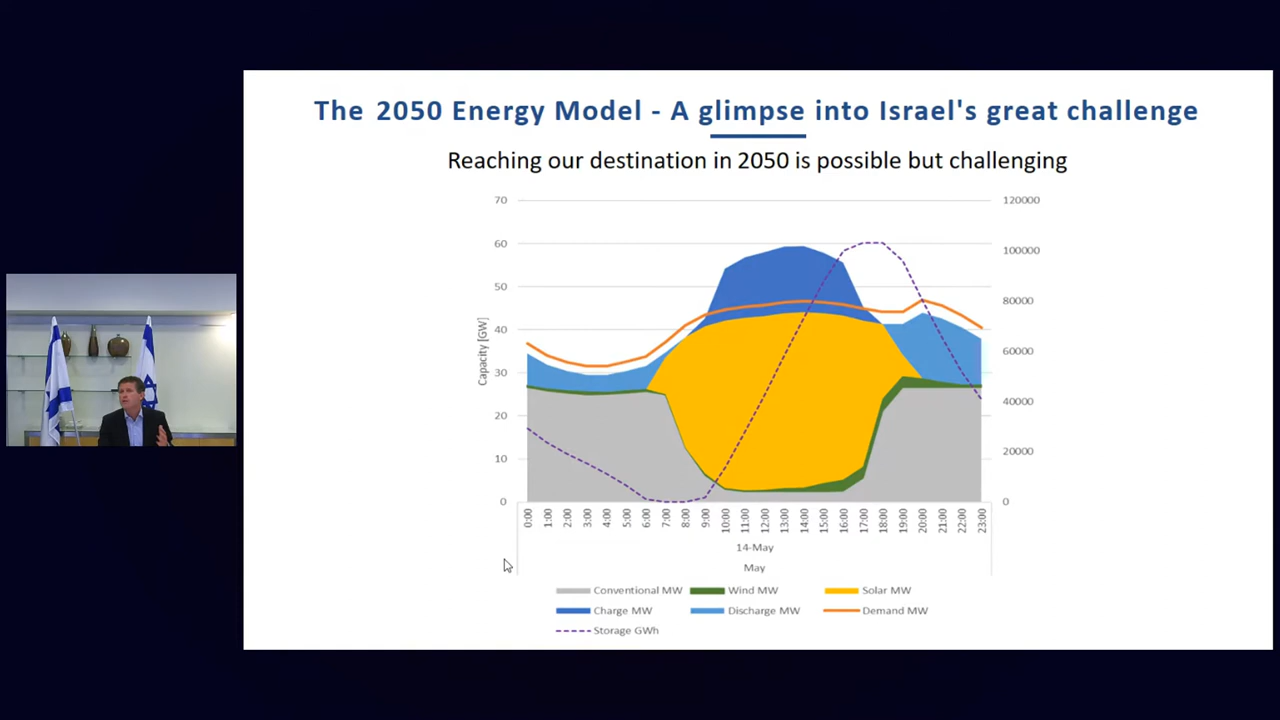 The 2050 Energy Model - A glimpse into Israel's great challenge
Reaching our destination in 2050 is possible but challenging
70 120000
60 100000
50 80000
40 60000
30 40000
20 20000
10
0 0
Capacity [GW]
0:00 1:00 2:00 3:00 4:00 5:00 6:00 7:00 8:00 9:00 10:00 11:00 12:00 13:00 14:00 15:00 16:00 17:00 18:00 19:00 20:00 21:00 22:00 23:00
14-May
May
Conventional MW Wind MW Solar MW
Charge MW Discharge MW Demand MW
Storage GWh